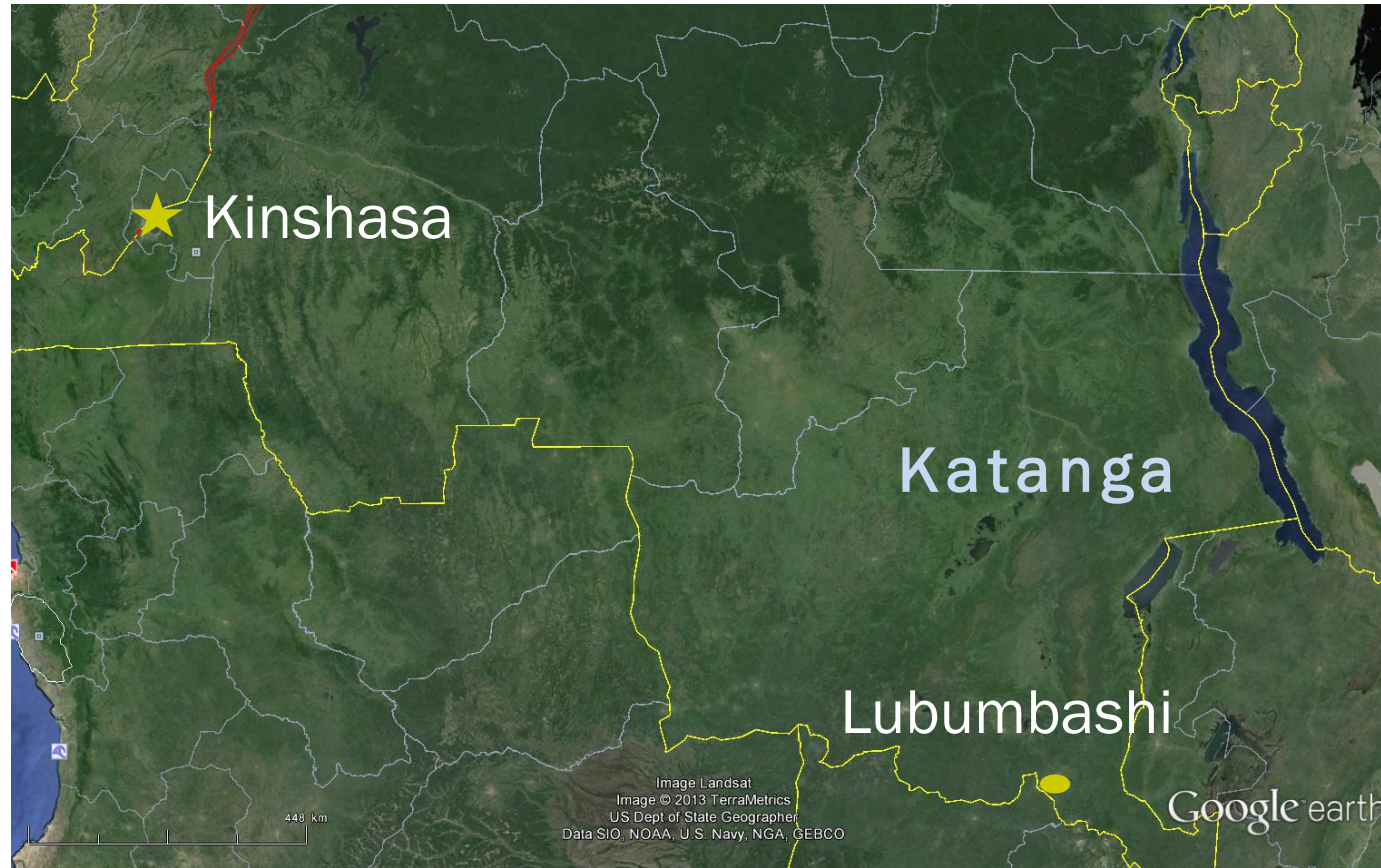 Kinshasa
Katanga
Lubumbashi
Image Landsat
Image © 2013 TerraMetrics
US Dept of State Geographer
Data SIO, NOAA, U.S. Navy, NGA, GEBCO
448 km
Google earth